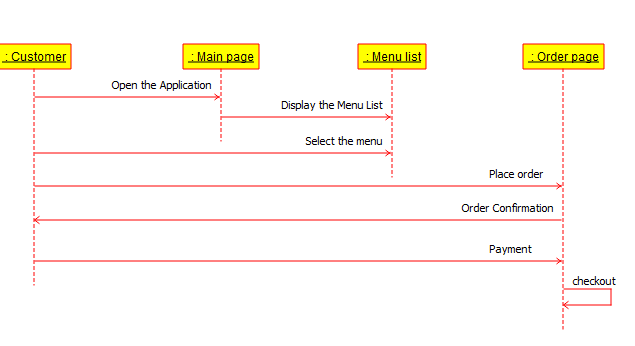 : Customer
: Main page
: Menu list
: Order page
Open the Application
Display the Menu List
Select the menu
Place order
Order Confirmation
Payment
checkout